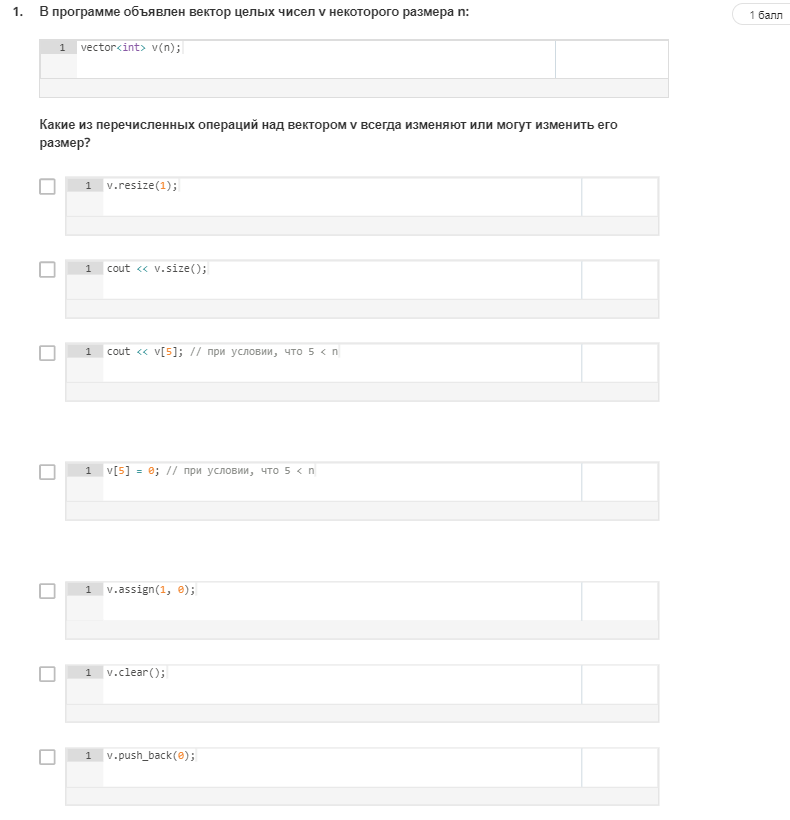 1. В программе объявлен вектор целых чисел v некоторого размера n:
1 балл
1 vector<int> v(n);
Какие из перечисленных операций над вектором v всегда изменяют или могут изменить его
размер?
1 v.resize(1);
1 cout << v.size();
1 cout << v[5]; // при условии, что 5 < n
1 v[5] = 0; // при условии, что 5 < n
1 v.assign(1, 0);
1 v.clear();
1 v.push_back(0);